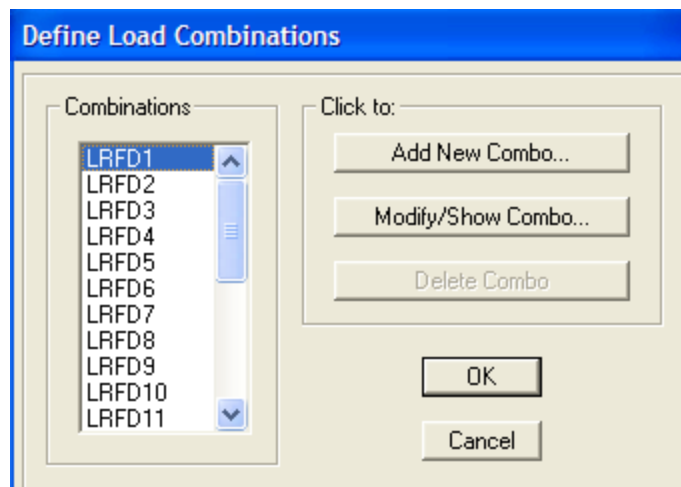 Define Load Combinations
Combinations
LRFD1
LRFD2
LRFD3
LRFD4
LRFD5
LRFD6
LRFD7
LRFD8
LRFD9
LRFD10
LRFD11
Click to:
Add New Combo...
Modify/Show Combo...
Delete Combo
OK
Cancel